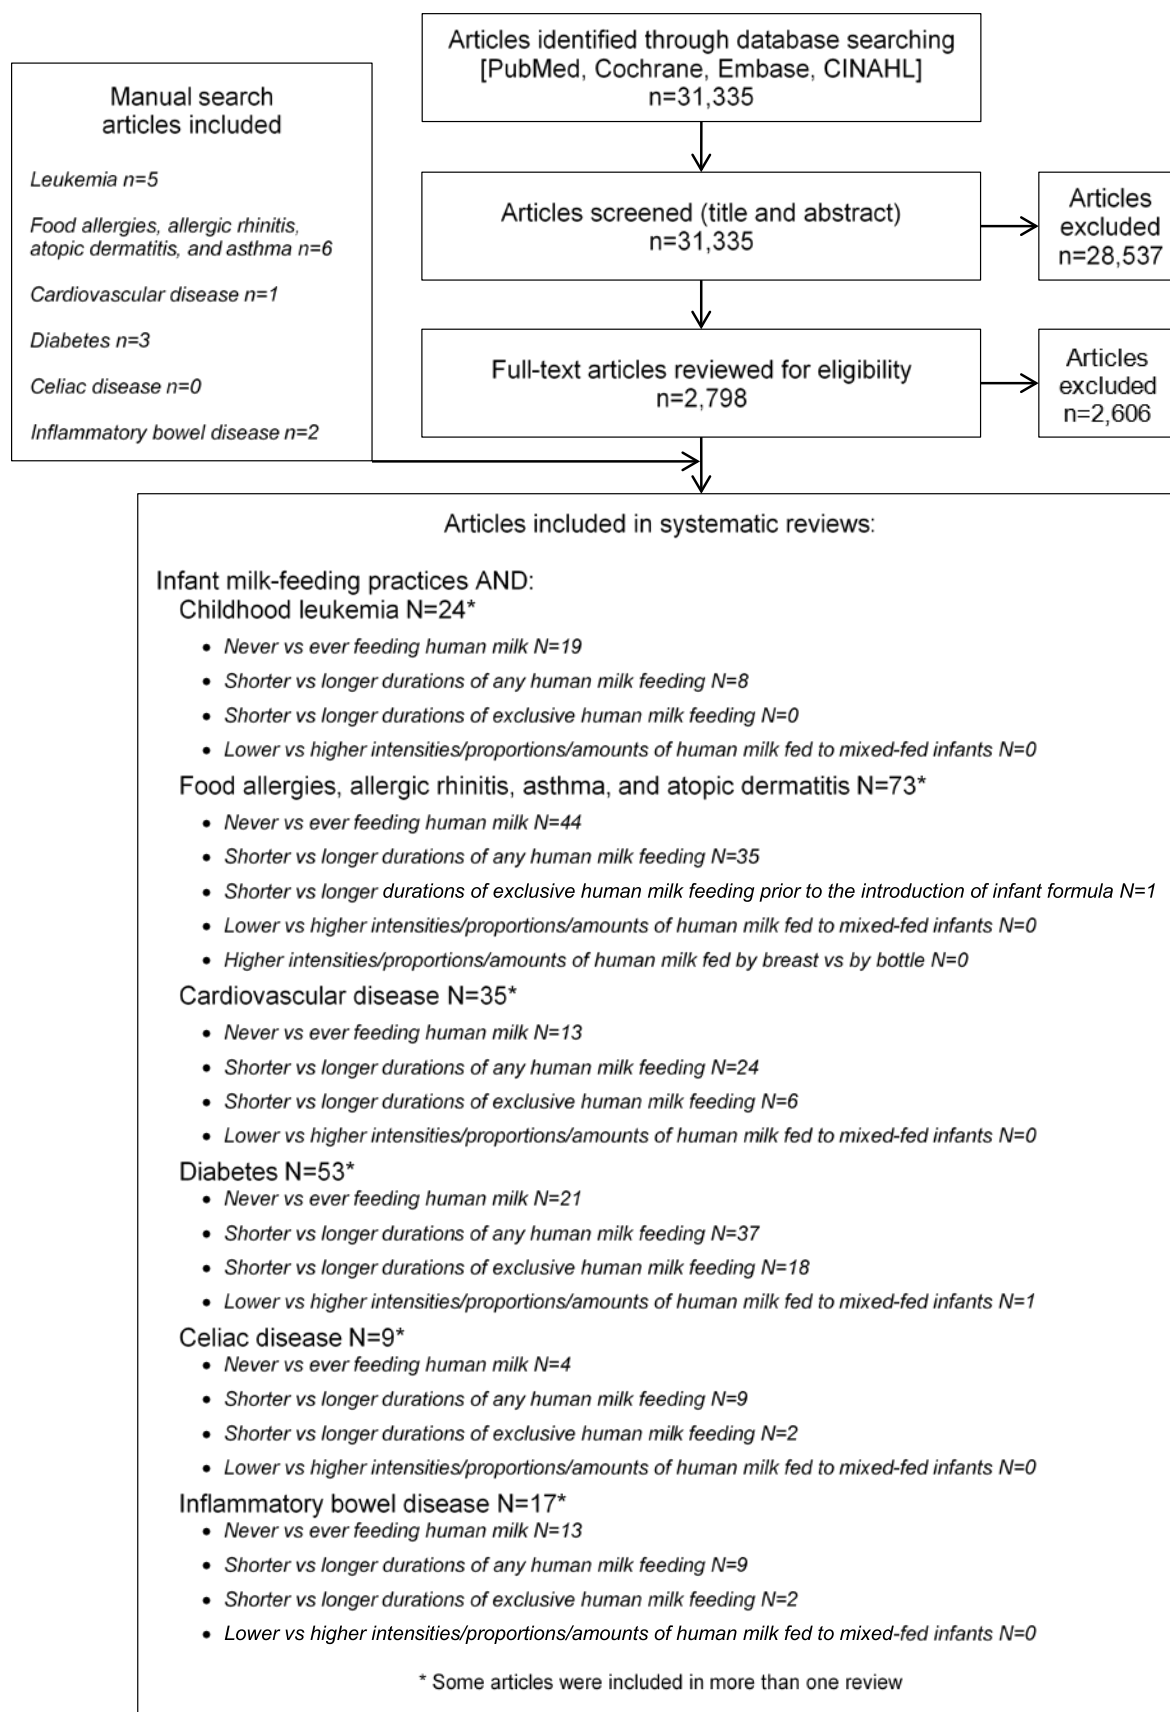 Articles identified through database searching
[PubMed, Cochrane, Embase, CINAHL]
n=31,335
Manual search
articles included
Leukemia n=5
Food allergies, allergic rhinitis,
atopic dermatitis, and asthma n=6
Cardiovascular disease n=1
Diabetes n=3
Celiac disease n=0
Inflammatory bowel disease n=2
Articles screened (title and abstract)
n=31,335
Articles
excluded
n=28,537
Full-text articles reviewed for eligibility
n=2,798
Articles
excluded
n=2,606
Articles included in systematic reviews:
Infant milk-feeding practices AND:
Childhood leukemia N=24*
• Never vs ever feeding human milk N=19
• Shorter vs longer durations of any human milk feeding N=8
• Shorter vs longer durations of exclusive human milk feeding N=0
• Lower vs higher intensities/proportions/amounts of human milk fed to mixed-fed infants N=0
Food allergies, allergic rhinitis, asthma, and atopic dermatitis N=73*
• Never vs ever feeding human milk N=44
• Shorter vs longer durations of any human milk feeding N=35
• Shorter vs longer durations of exclusive human milk feeding prior to the introduction of infant formula N=1
• Lower vs higher intensities/proportions/amounts of human milk fed to mixed-fed infants N=0
• Higher intensities/proportions/amounts of human milk fed by breast vs by bottle N=0
Cardiovascular disease N=35*
• Never vs ever feeding human milk N=13
• Shorter vs longer durations of any human milk feeding N=24
• Shorter vs longer durations of exclusive human milk feeding N=6
• Lower vs higher intensities/proportions/amounts of human milk fed to mixed-fed infants N=0
Diabetes N=53*
• Never vs ever feeding human milk N=21
• Shorter vs longer durations of any human milk feeding N=37
• Shorter vs longer durations of exclusive human milk feeding N=18
• Lower vs higher intensities/proportions/amounts of human milk fed to mixed-fed infants N=1
Celiac disease N=9*
• Never vs ever feeding human milk N=4
• Shorter vs longer durations of any human milk feeding N=9
• Shorter vs longer durations of exclusive human milk feeding N=2
• Lower vs higher intensities/proportions/amounts of human milk fed to mixed-fed infants N=0
Inflammatory bowel disease N=17*
• Never vs ever feeding human milk N=13
• Shorter vs longer durations of any human milk feeding N=9
• Shorter vs longer durations of exclusive human milk feeding N=2
• Lower vs higher intensities/proportions/amounts of human milk fed to mixed-fed infants N=0
* Some articles were included in more than one review